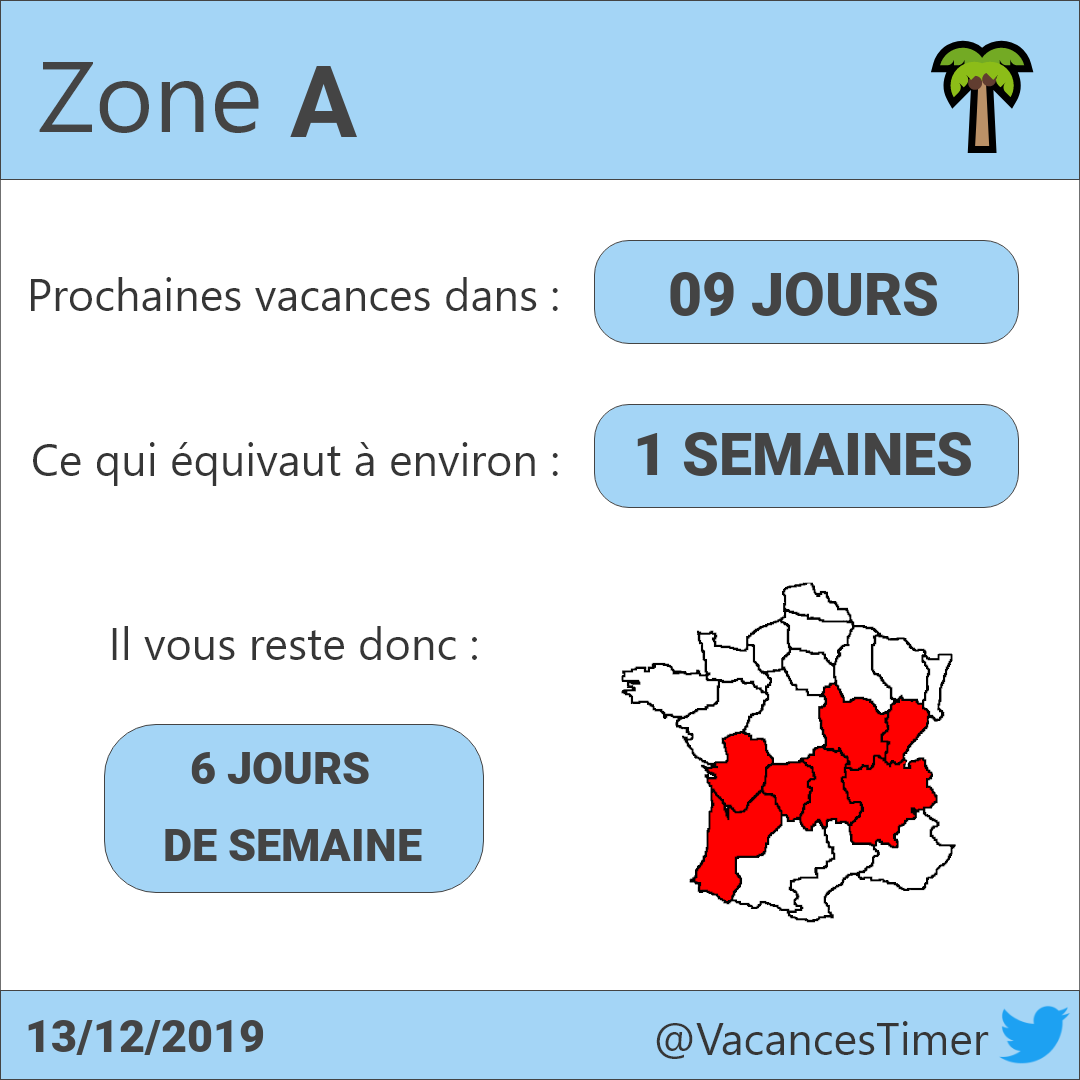 Zone A
Prochaines vacances dans : 09 JOURS
Ce qui équivaut à environ : 1 SEMAINES
Il vous reste donc :
6 JOURS
DE SEMAINE
13/12/2019 @VacancesTimer